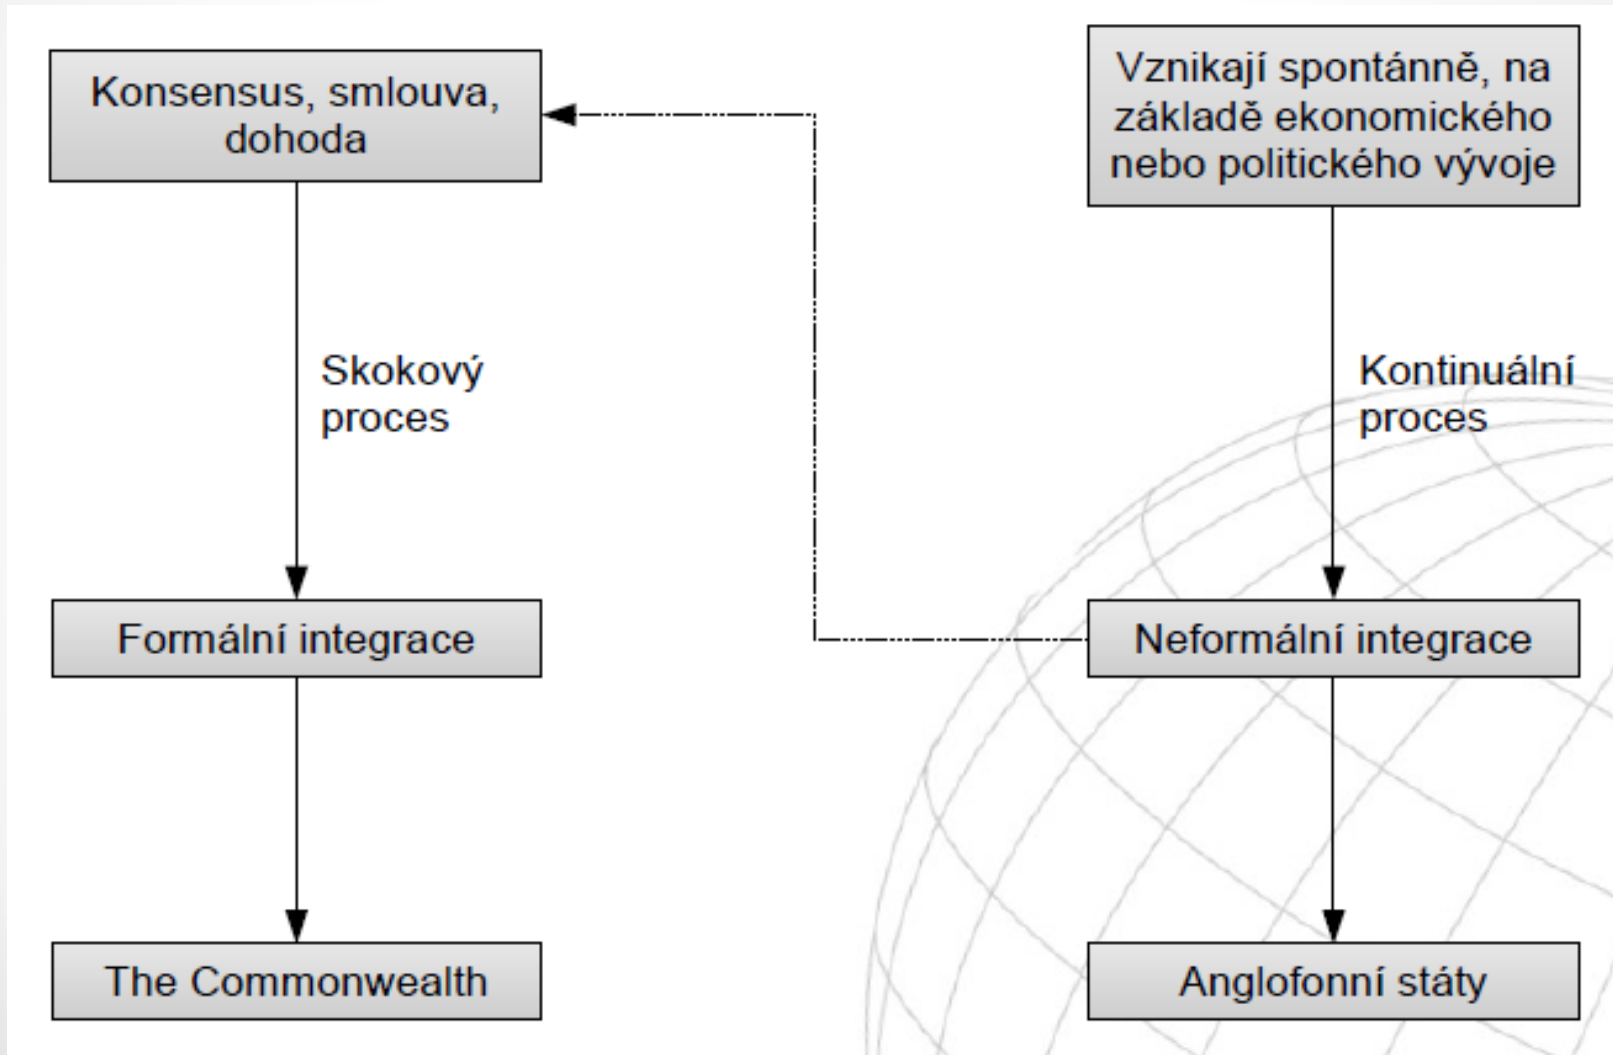 Konsensus, smlouva,
dohoda
Vznikají spontánně, na
základě ekonomického
nebo politického vývoje
Skokový
proces
Kontinuální
proces
Formální integrace
Neformální integrace
The Commonwealth
Anglofonní státy